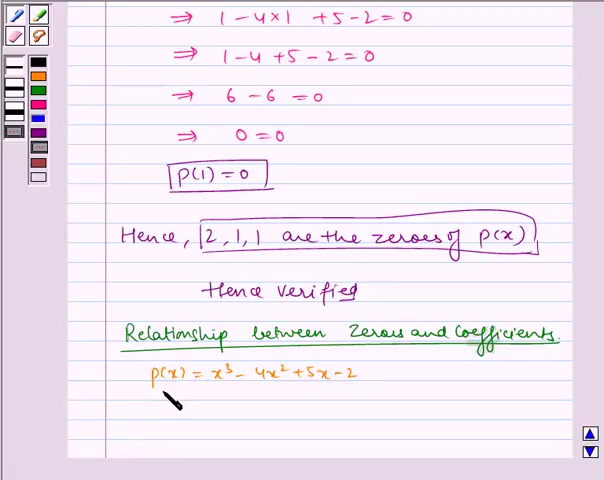 ⇒ 1 - 4×1 + 5 - 2 = 0
⇒ 1 - 4 + 5 - 2 = 0
⇒ 6 - 6 = 0
⇒ 0 = 0
P(1) = 0
Hence, 2, 1, 1 are the zeroes of p(x)
Hence verified
Relationship between zeroes and coefficients.
p(x) = x³ - 4x² + 5x - 2